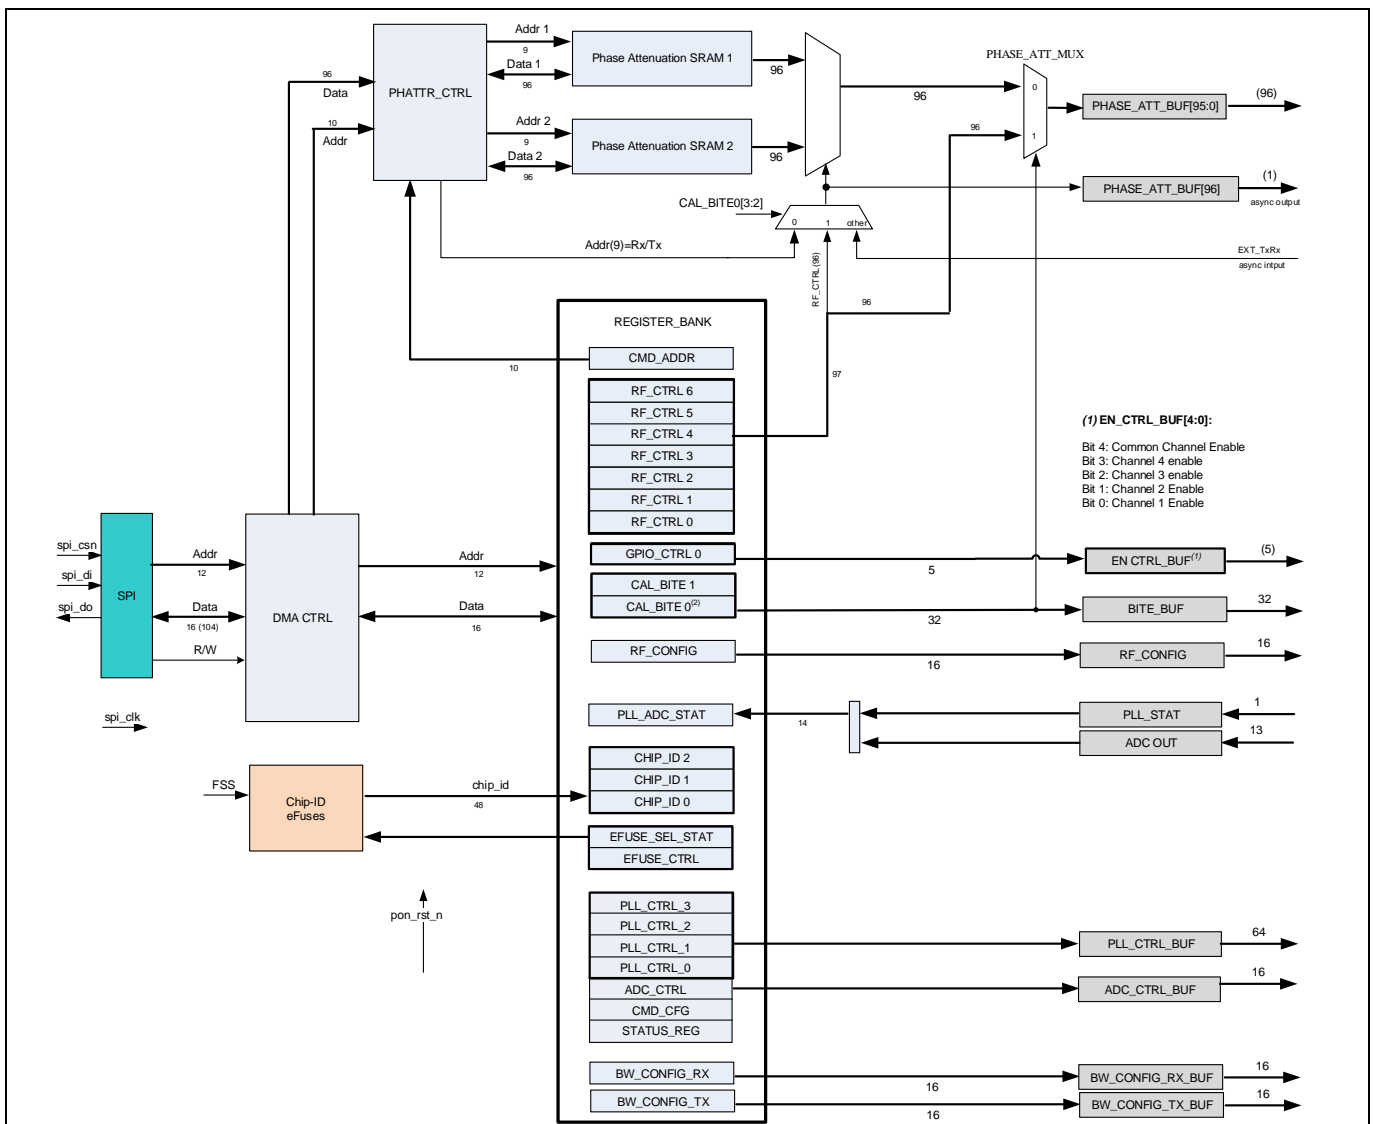 Addr 1
9
Data 1
96
Phase Attenuation SRAM 1
96
PHASE_ATT_MUX
96
Data
PHATTR_CTRL
96
0
PHASE_ATT_BUF[95:0]
(96)
10
Addr
Addr 2
9
Data 2
96
Phase Attenuation SRAM 2
96
96
1
PHASE_ATT_BUF[96]
(1)
async output
CAL_BITE0[3:2]
0
1
other
Addr(9)=Rx/Tx
EXT_TxRx
async intput
RF_CTRL(96)
96
REGISTER_BANK
CMD_ADDR
10
97
RF_CTRL 6
RF_CTRL 5
RF_CTRL 4
RF_CTRL 3
RF_CTRL 2
RF_CTRL 1
RF_CTRL 0
(1) EN_CTRL_BUF[4:0]:
Bit 4: Common Channel Enable
Bit 3: Channel 4 enable
Bit 2: Channel 3 enable
Bit 1: Channel 2 Enable
Bit 0: Channel 1 Enable
spi_csn
spi_di
spi_do
SPI
Addr
12
Data
16 (104)
R/W
DMA CTRL
Addr
12
Data
16
spi_clk
GPIO_CTRL 0
5
EN CTRL_BUF(1)
(5)
CAL_BITE 1
CAL_BITE 0(2)
32
BITE_BUF
32
RF_CONFIG
16
RF_CONFIG
16
PLL_ADC_STAT
14
PLL_STAT
1
ADC OUT
13
FSS
Chip-ID
eFuses
chip_id
48
CHIP_ID 2
CHIP_ID 1
CHIP_ID 0
EFUSE_SEL_STAT
EFUSE_CTRL
pon_rst_n
PLL_CTRL_3
PLL_CTRL_2
PLL_CTRL_1
PLL_CTRL_0
PLL_CTRL_BUF
64
ADC_CTRL
ADC_CTRL_BUF
16
CMD_CFG
STATUS_REG
BW_CONFIG_RX
16
BW_CONFIG_RX_BUF
16
BW_CONFIG_TX
16
BW_CONFIG_TX_BUF
16